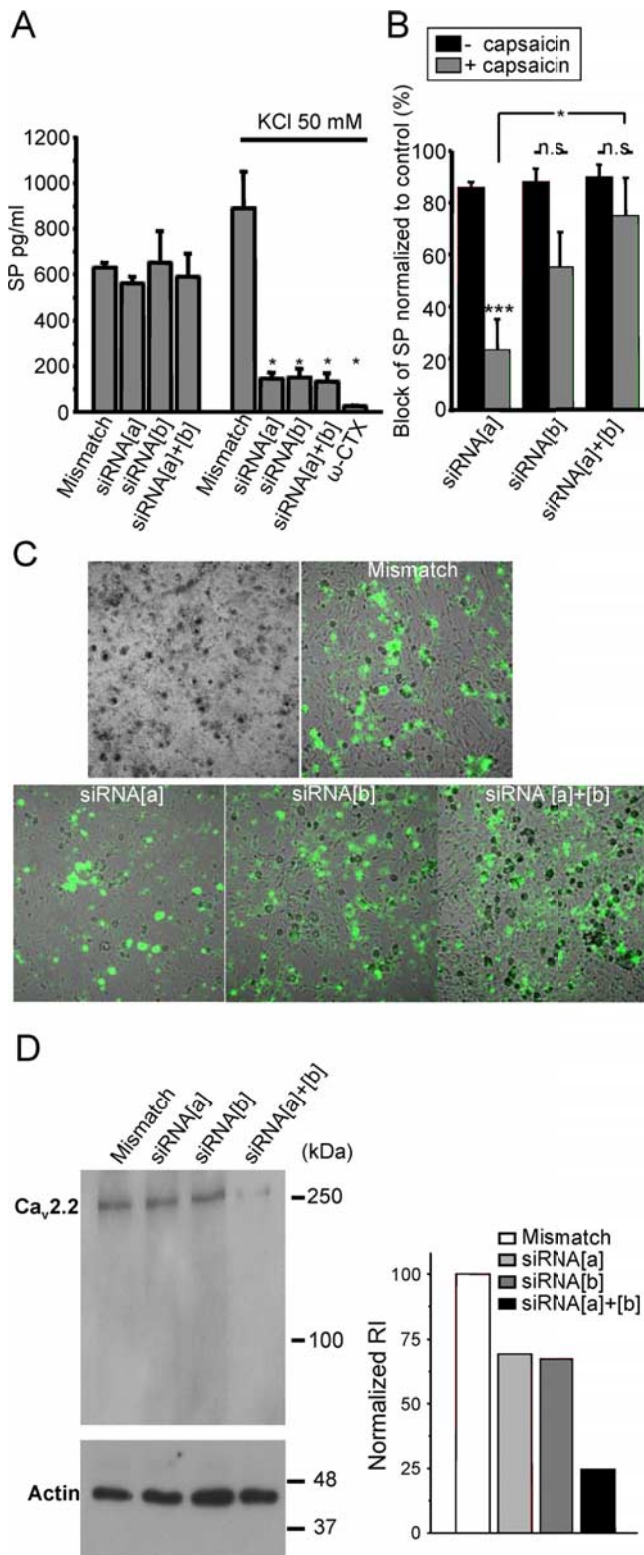 A
KCl 50 mM
SP pg/ml
1200
1000
800
600
400
200
0
* * * *
Mismatch
siRNA[a]
siRNA[b]
siRNA[a]+[b]
Mismatch
siRNA[a]
siRNA[b]
siRNA[a]+[b]
ω-CTX
B
- capsaicin
+ capsaicin
Block of SP normalized to control (%)
100
80
60
40
20
0
*
n.s
n.s
***
siRNA[a]
siRNA[b]
siRNA[a]+[b]
C
Mismatch
siRNA[a]
siRNA[b]
siRNA [a]+[b]
D
Mismatch
siRNA[a]
siRNA[b]
siRNA[a]+[b]
(kDa)
Cav2.2
250
100
Actin
48
37
Mismatch
siRNA[a]
siRNA[b]
siRNA[a]+[b]
Normalized RI
100
75
50
25
0